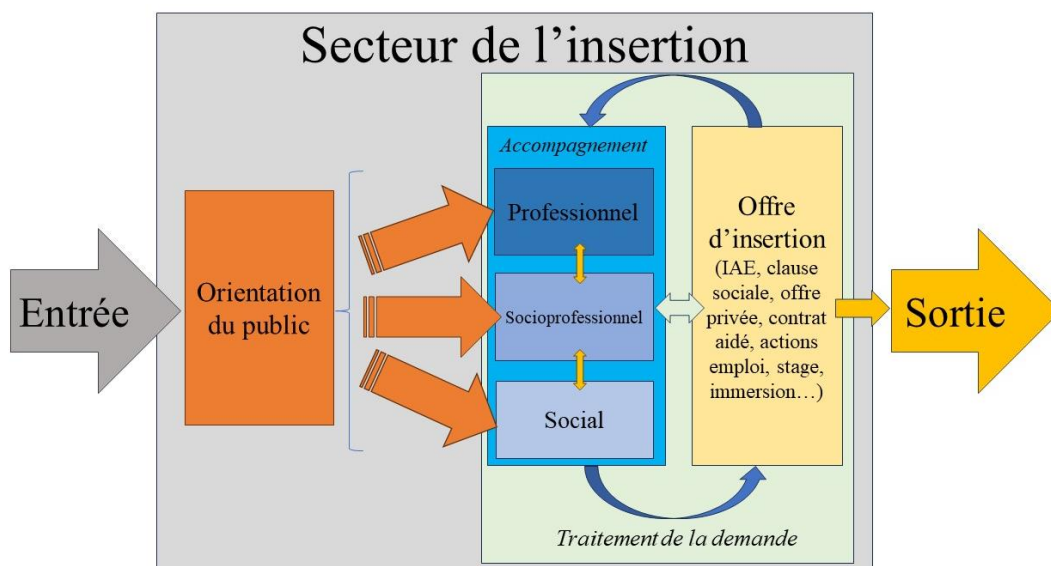 Secteur de l’insertion
Entrée
Orientation
du public
Accompagnement
Professionnel
Socioprofessionnel
Social
Offre
d’insertion
(IAE, clause
sociale, offre
privée, contrat
aidé, actions
emploi, stage,
immersion…)
Traitement de la demande
Sortie